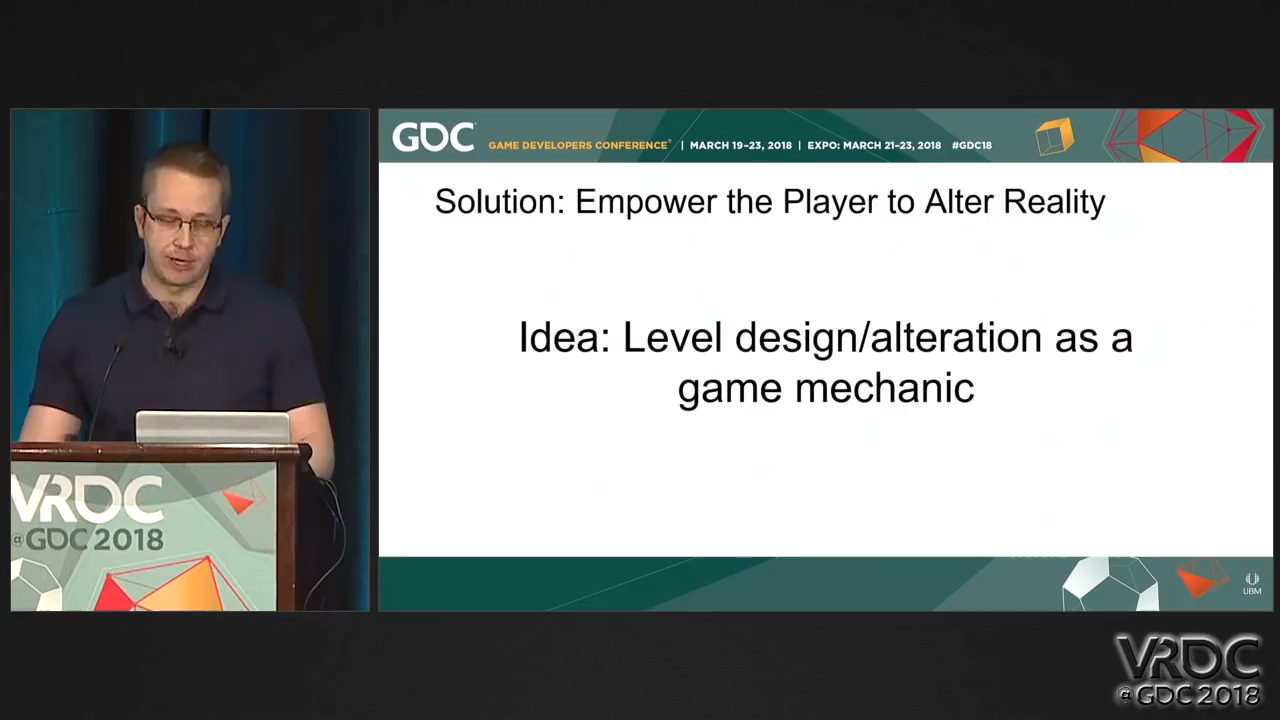 GDC
GAME DEVELOPERS CONFERENCE® | MARCH 19–23, 2018 | EXPO: MARCH 21–23, 2018 #GDC18
Solution: Empower the Player to Alter Reality
Idea: Level design/alteration as a
game mechanic
VRDC
@GDC 2018
UBM
VRDC
@GDC 2018